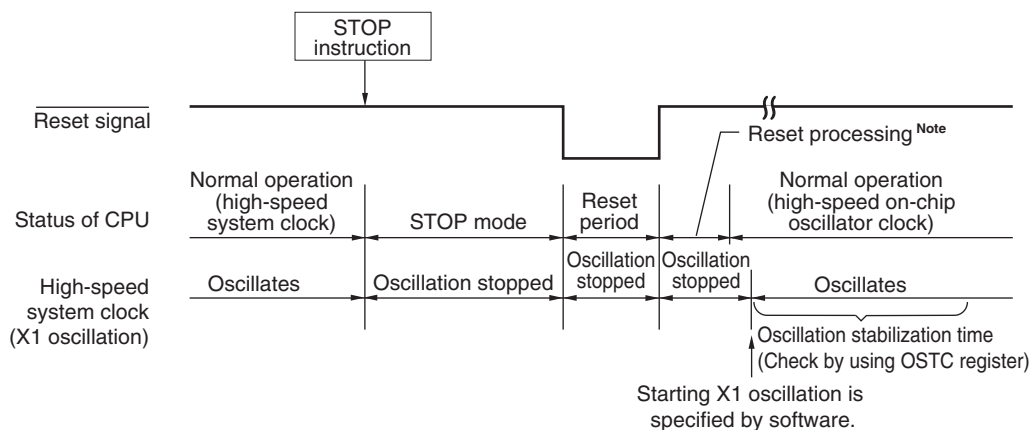 STOP
instruction
Reset signal
Reset processing Note
Status of CPU
Normal operation
(high-speed
system clock)
STOP mode
Reset
period
Normal operation
(high-speed on-chip
oscillator clock)
High-speed
system clock
(X1 oscillation)
Oscillates
Oscillation stopped
Oscillation
stopped
Oscillation
stopped
Oscillates
Oscillation stabilization time
(Check by using OSTC register)
Starting X1 oscillation is
specified by software.